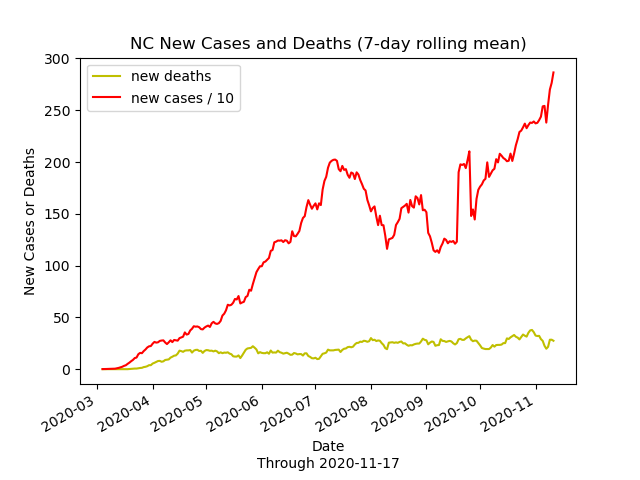 NC New Cases and Deaths (7-day rolling mean)
new deaths
new cases / 10
300
250
200
150
100
50
0
New Cases or Deaths
2020-03
2020-04
2020-05
2020-06
2020-07
2020-08
2020-09
2020-10
2020-11
Date
Through 2020-11-17